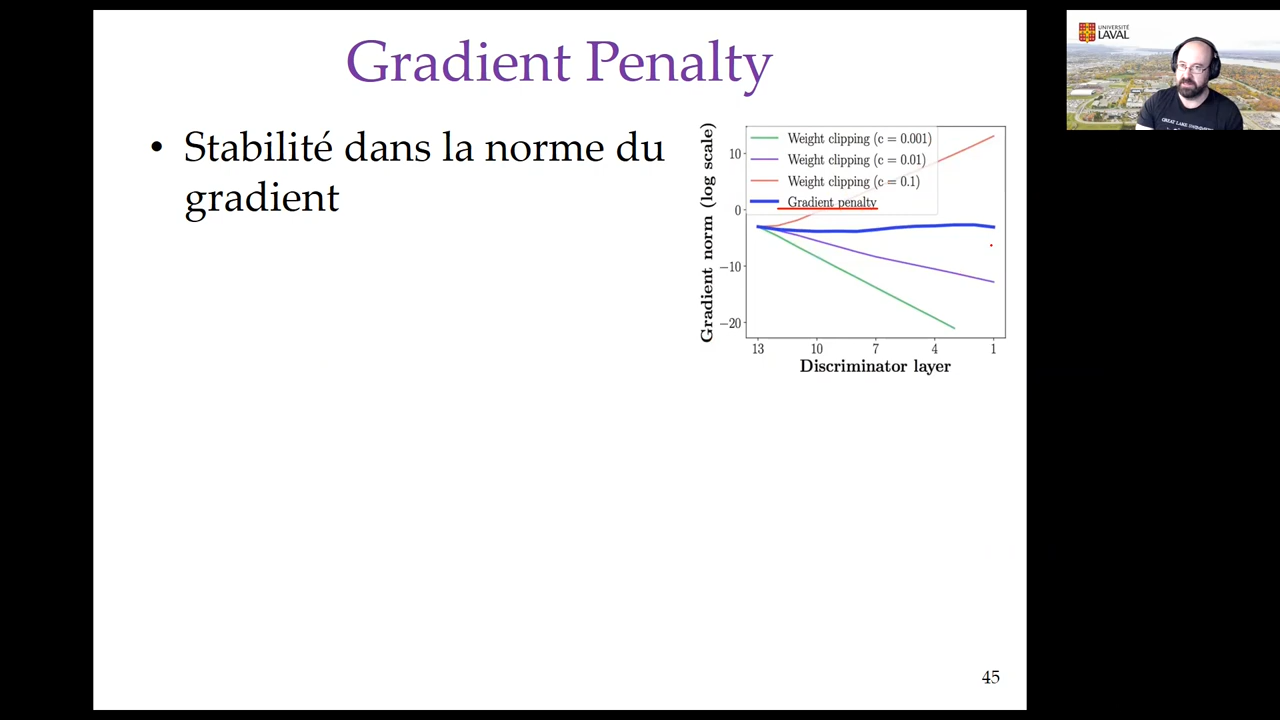 Gradient Penalty
• Stabilité dans la norme du
gradient
Gradient norm (log scale)
10
0
−10
−20
Weight clipping (c = 0.001)
Weight clipping (c = 0.01)
Weight clipping (c = 0.1)
Gradient penalty
13 10 7 4 1
Discriminator layer
45
UNIVERSITÉ
LAVAL